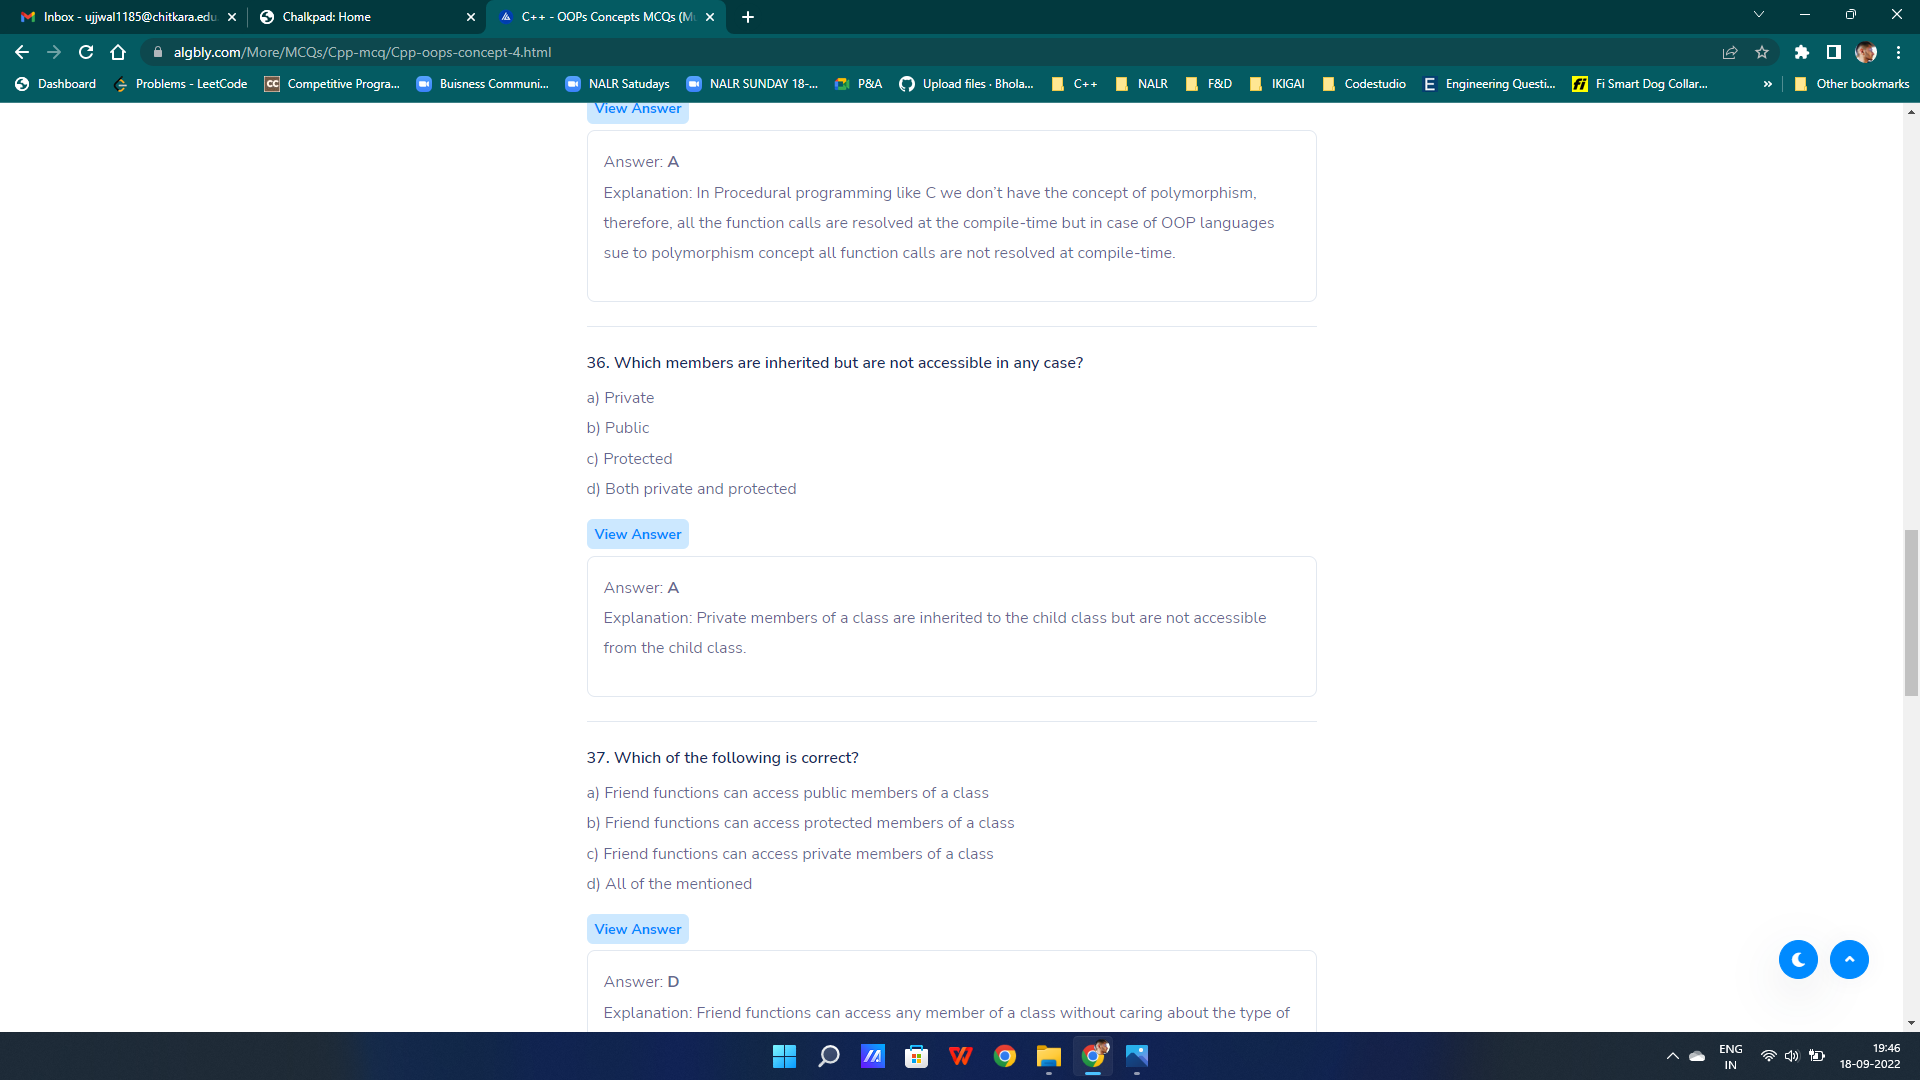 Inbox - ujjwal1185@chitkara.edu.
Chalkpad: Home
C++ - OOPs Concepts MCQs (Mu
algbly.com/More/MCQs/Cpp-mcq/Cpp-oops-concept-4.html
Dashboard
Problems - LeetCode
CC Competitive Progra...
Buisness Communi...
NALR Satudays
NALR SUNDAY 18-...
P&A
Upload files · Bhola...
C++
NALR
F&D
IKIGAI
Codestudio
E Engineering Questi...
fi Fi Smart Dog Collar...
»
Other bookmarks
View Answer
Answer: A
Explanation: In Procedural programming like C we don’t have the concept of polymorphism,
therefore, all the function calls are resolved at the compile-time but in case of OOP languages
sue to polymorphism concept all function calls are not resolved at compile-time.
36. Which members are inherited but are not accessible in any case?
a) Private
b) Public
c) Protected
d) Both private and protected
View Answer
Answer: A
Explanation: Private members of a class are inherited to the child class but are not accessible
from the child class.
37. Which of the following is correct?
a) Friend functions can access public members of a class
b) Friend functions can access protected members of a class
c) Friend functions can access private members of a class
d) All of the mentioned
View Answer
Answer: D
Explanation: Friend functions can access any member of a class without caring about the type of
ENG
IN
19:46
18-09-2022